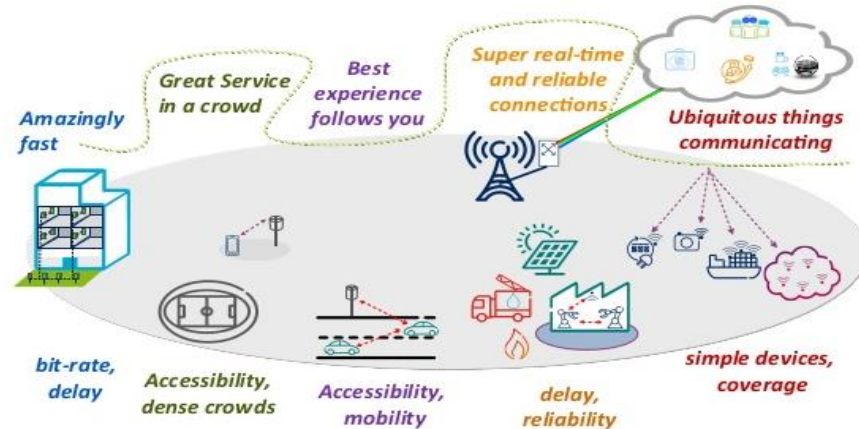 Amazingly
fast
Great Service
in a crowd
Best
experience
follows you
Super real-time
and reliable
connections
Ubiquitous things
communicating
bit-rate,
delay
Accessibility,
dense crowds
Accessibility,
mobility
delay,
reliability
simple devices,
coverage